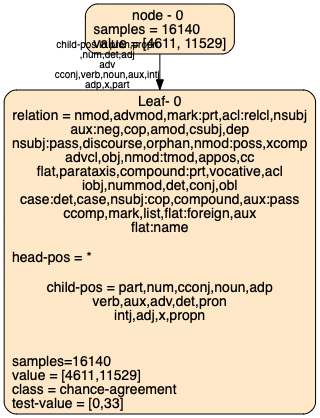 node - 0
samples = 16140
value = [4611, 11529]
,num,det,adj
adv
cconj,verb,noun,aux,intj
adp,x,part
Leaf- 0
relation = nmod,advmod,mark:prt,acl:relcl,nsubj
aux:neg,cop,amod,csubj,dep
nsubj:pass,discourse,orphan,nmod:poss,xcomp
advcl,obj,nmod:tmod,appos,cc
flat,parataxis,compound:prt,vocative,acl
iobj,nummod,det,conj,obl
case:det,case,nsubj:cop,compound,aux:pass
ccomp,mark,list,flat:foreign,aux
flat:name
head-pos = *
child-pos = part,num,cconj,noun,adp
verb,aux,adv,det,pron
intj,adj,x,propn
samples=16140
value = [4611,11529]
class = chance-agreement
test-value = [0,33]